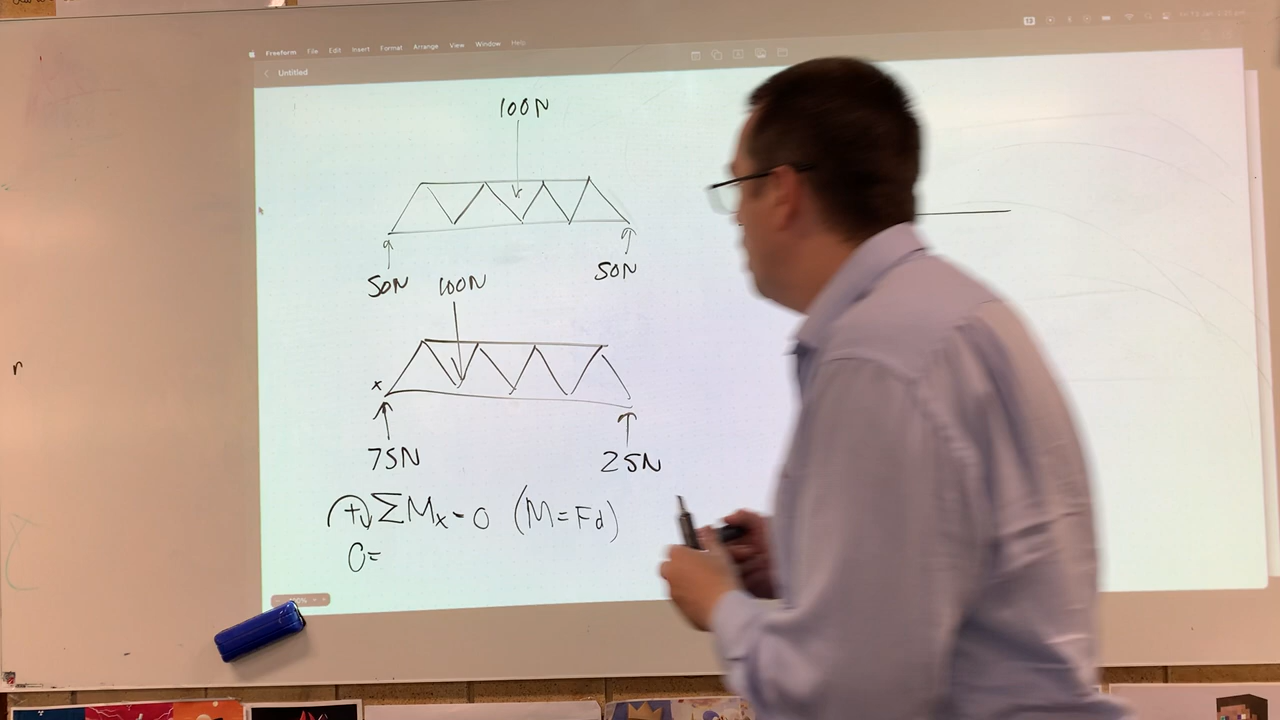 Freeform File Edit Insert Format Arrange View Window Help
Untitled
100N
50N
50N
100N
x
75N
25N
+ ΣMx = 0 (M=Fd)
0=
r